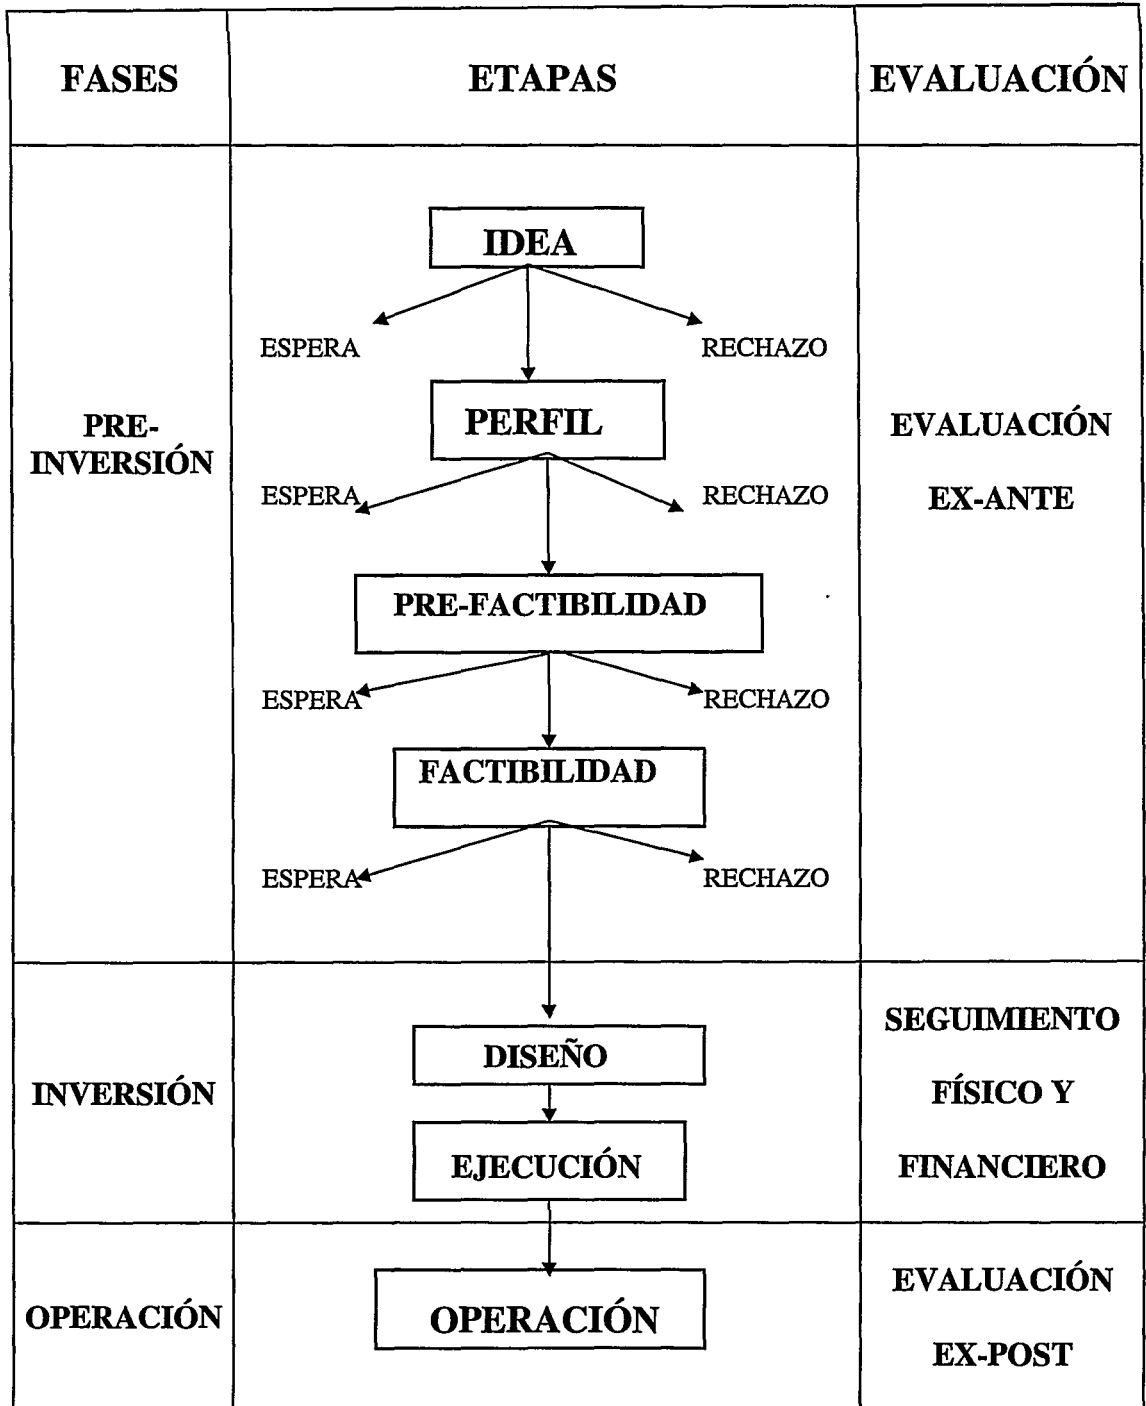 FASES
ETAPAS
EVALUACIÓN
IDEA
ESPERA
RECHAZO
PRE-
INVERSIÓN
PERFIL
EVALUACIÓN
EX-ANTE
ESPERA
RECHAZO
PRE-FACTIBILIDAD
ESPERA
RECHAZO
FACTIBILIDAD
ESPERA
RECHAZO
INVERSIÓN
DISEÑO
EJECUCIÓN
SEGUIMIENTO
FÍSICO Y
FINANCIERO
OPERACIÓN
OPERACIÓN
EVALUACIÓN
EX-POST